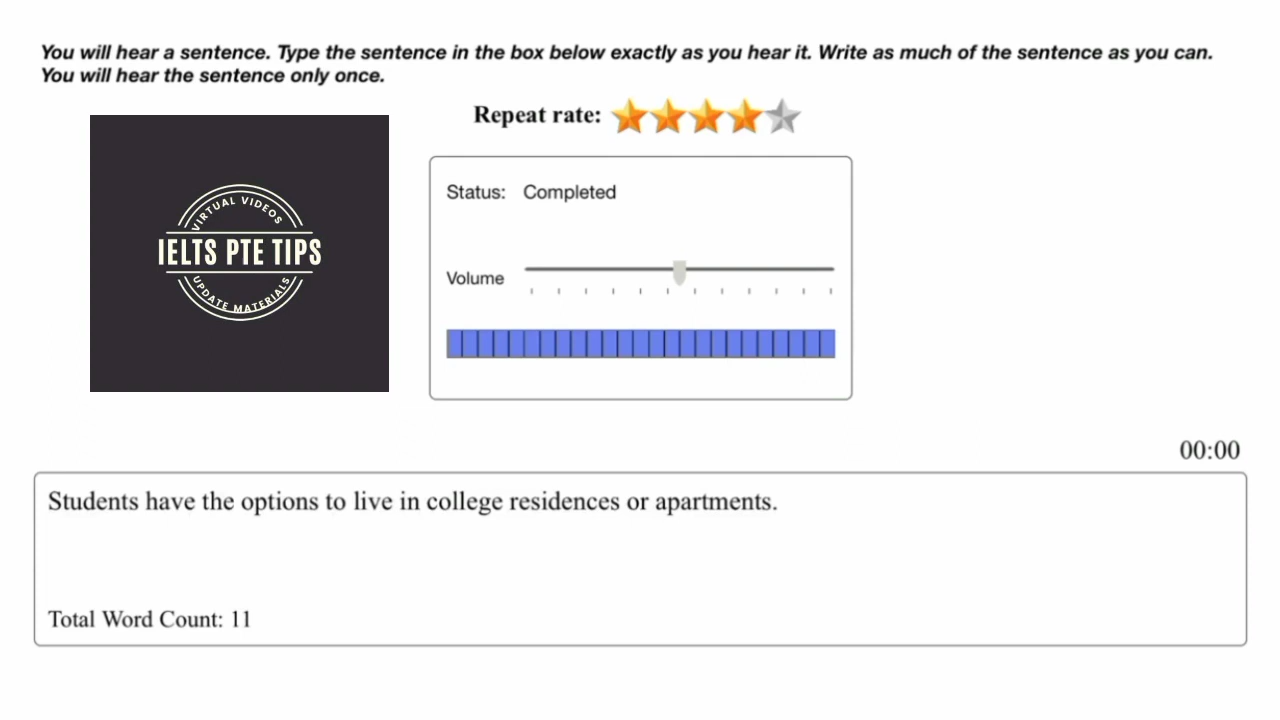 You will hear a sentence. Type the sentence in the box below exactly as you hear it. Write as much of the sentence as you can.
You will hear the sentence only once.
Repeat rate:
VIRTUAL VIDEOS
IELTS PTE TIPS
UPDATE MATERIALS
Status: Completed
Volume
00:00
Students have the options to live in college residences or apartments.
Total Word Count: 11